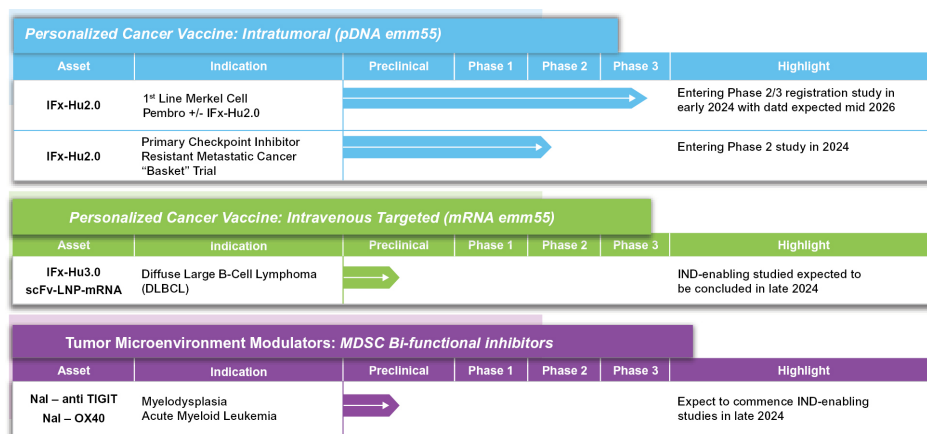 Personalized Cancer Vaccine: Intratumoral (pDNA emm55)
Asset Indication Preclinical Phase 1 Phase 2 Phase 3 Highlight
IFx-Hu2.0
1st Line Merkel Cell
Pembro +/- IFx-Hu2.0
Entering Phase 2/3 registration study in
early 2024 with datd expected mid 2026
IFx-Hu2.0
Primary Checkpoint Inhibitor
Resistant Metastatic Cancer
“Basket” Trial
Entering Phase 2 study in 2024
Personalized Cancer Vaccine: Intravenous Targeted (mRNA emm55)
Asset Indication Preclinical Phase 1 Phase 2 Phase 3 Highlight
IFx-Hu3.0
scFv-LNP-mRNA
Diffuse Large B-Cell Lymphoma
(DLBCL)
IND-enabling studied expected to
be concluded in late 2024
Tumor Microenvironment Modulators: MDSC Bi-functional inhibitors
Asset Indication Preclinical Phase 1 Phase 2 Phase 3 Highlight
Nal – anti TIGIT
Nal – OX40
Myelodysplasia
Acute Myeloid Leukemia
Expect to commence IND-enabling
studies in late 2024